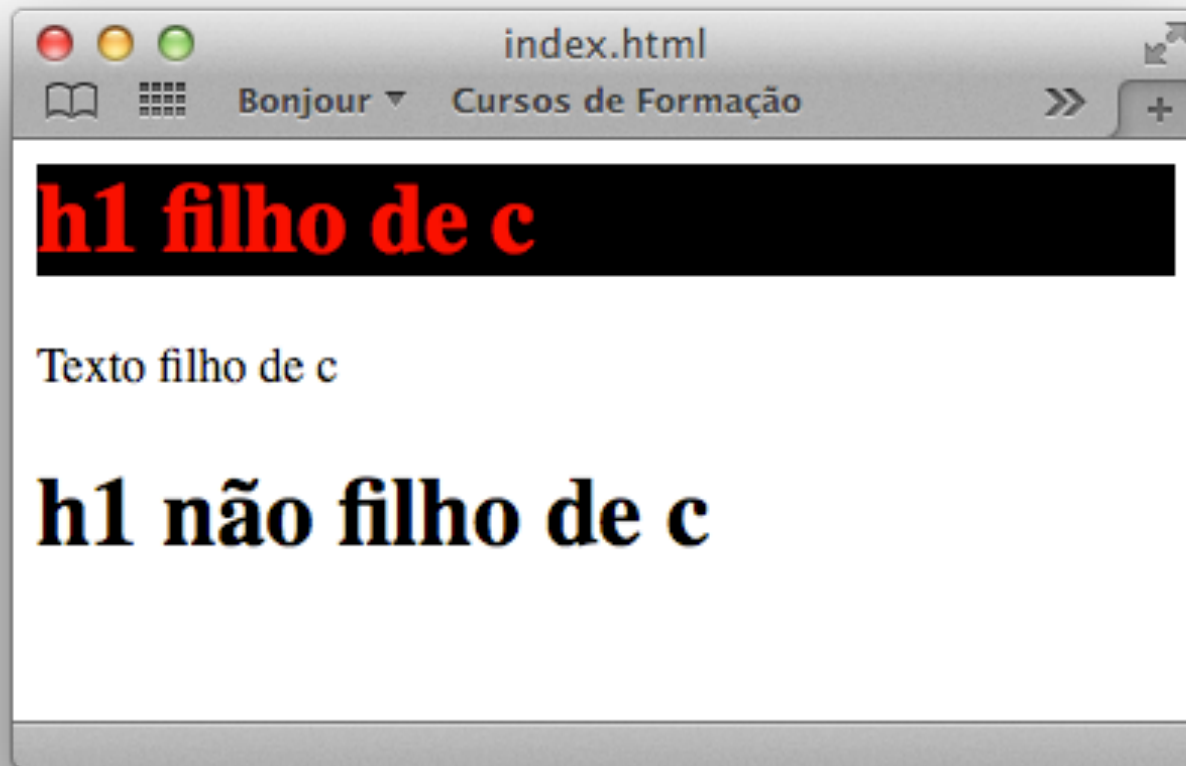 index.html
Bonjour Cursos de Formação
h1 filho de c
Texto filho de c
h1 não filho de c